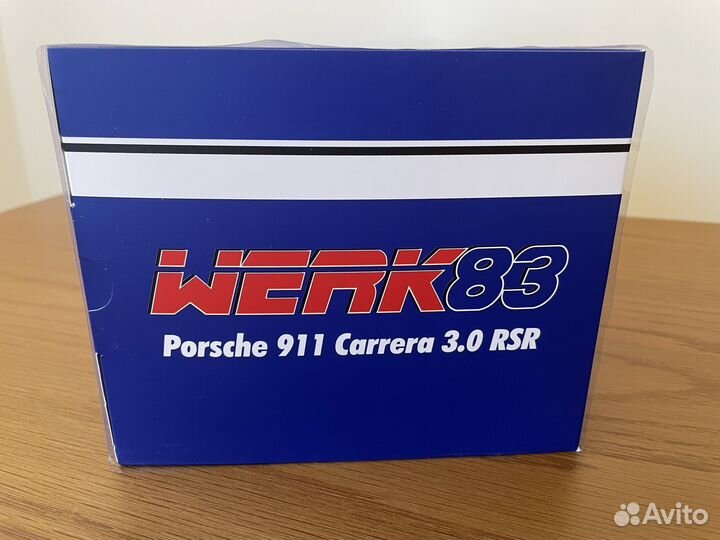 WERK83
Porsche 911 Carrera 3.0 RSR
Avito